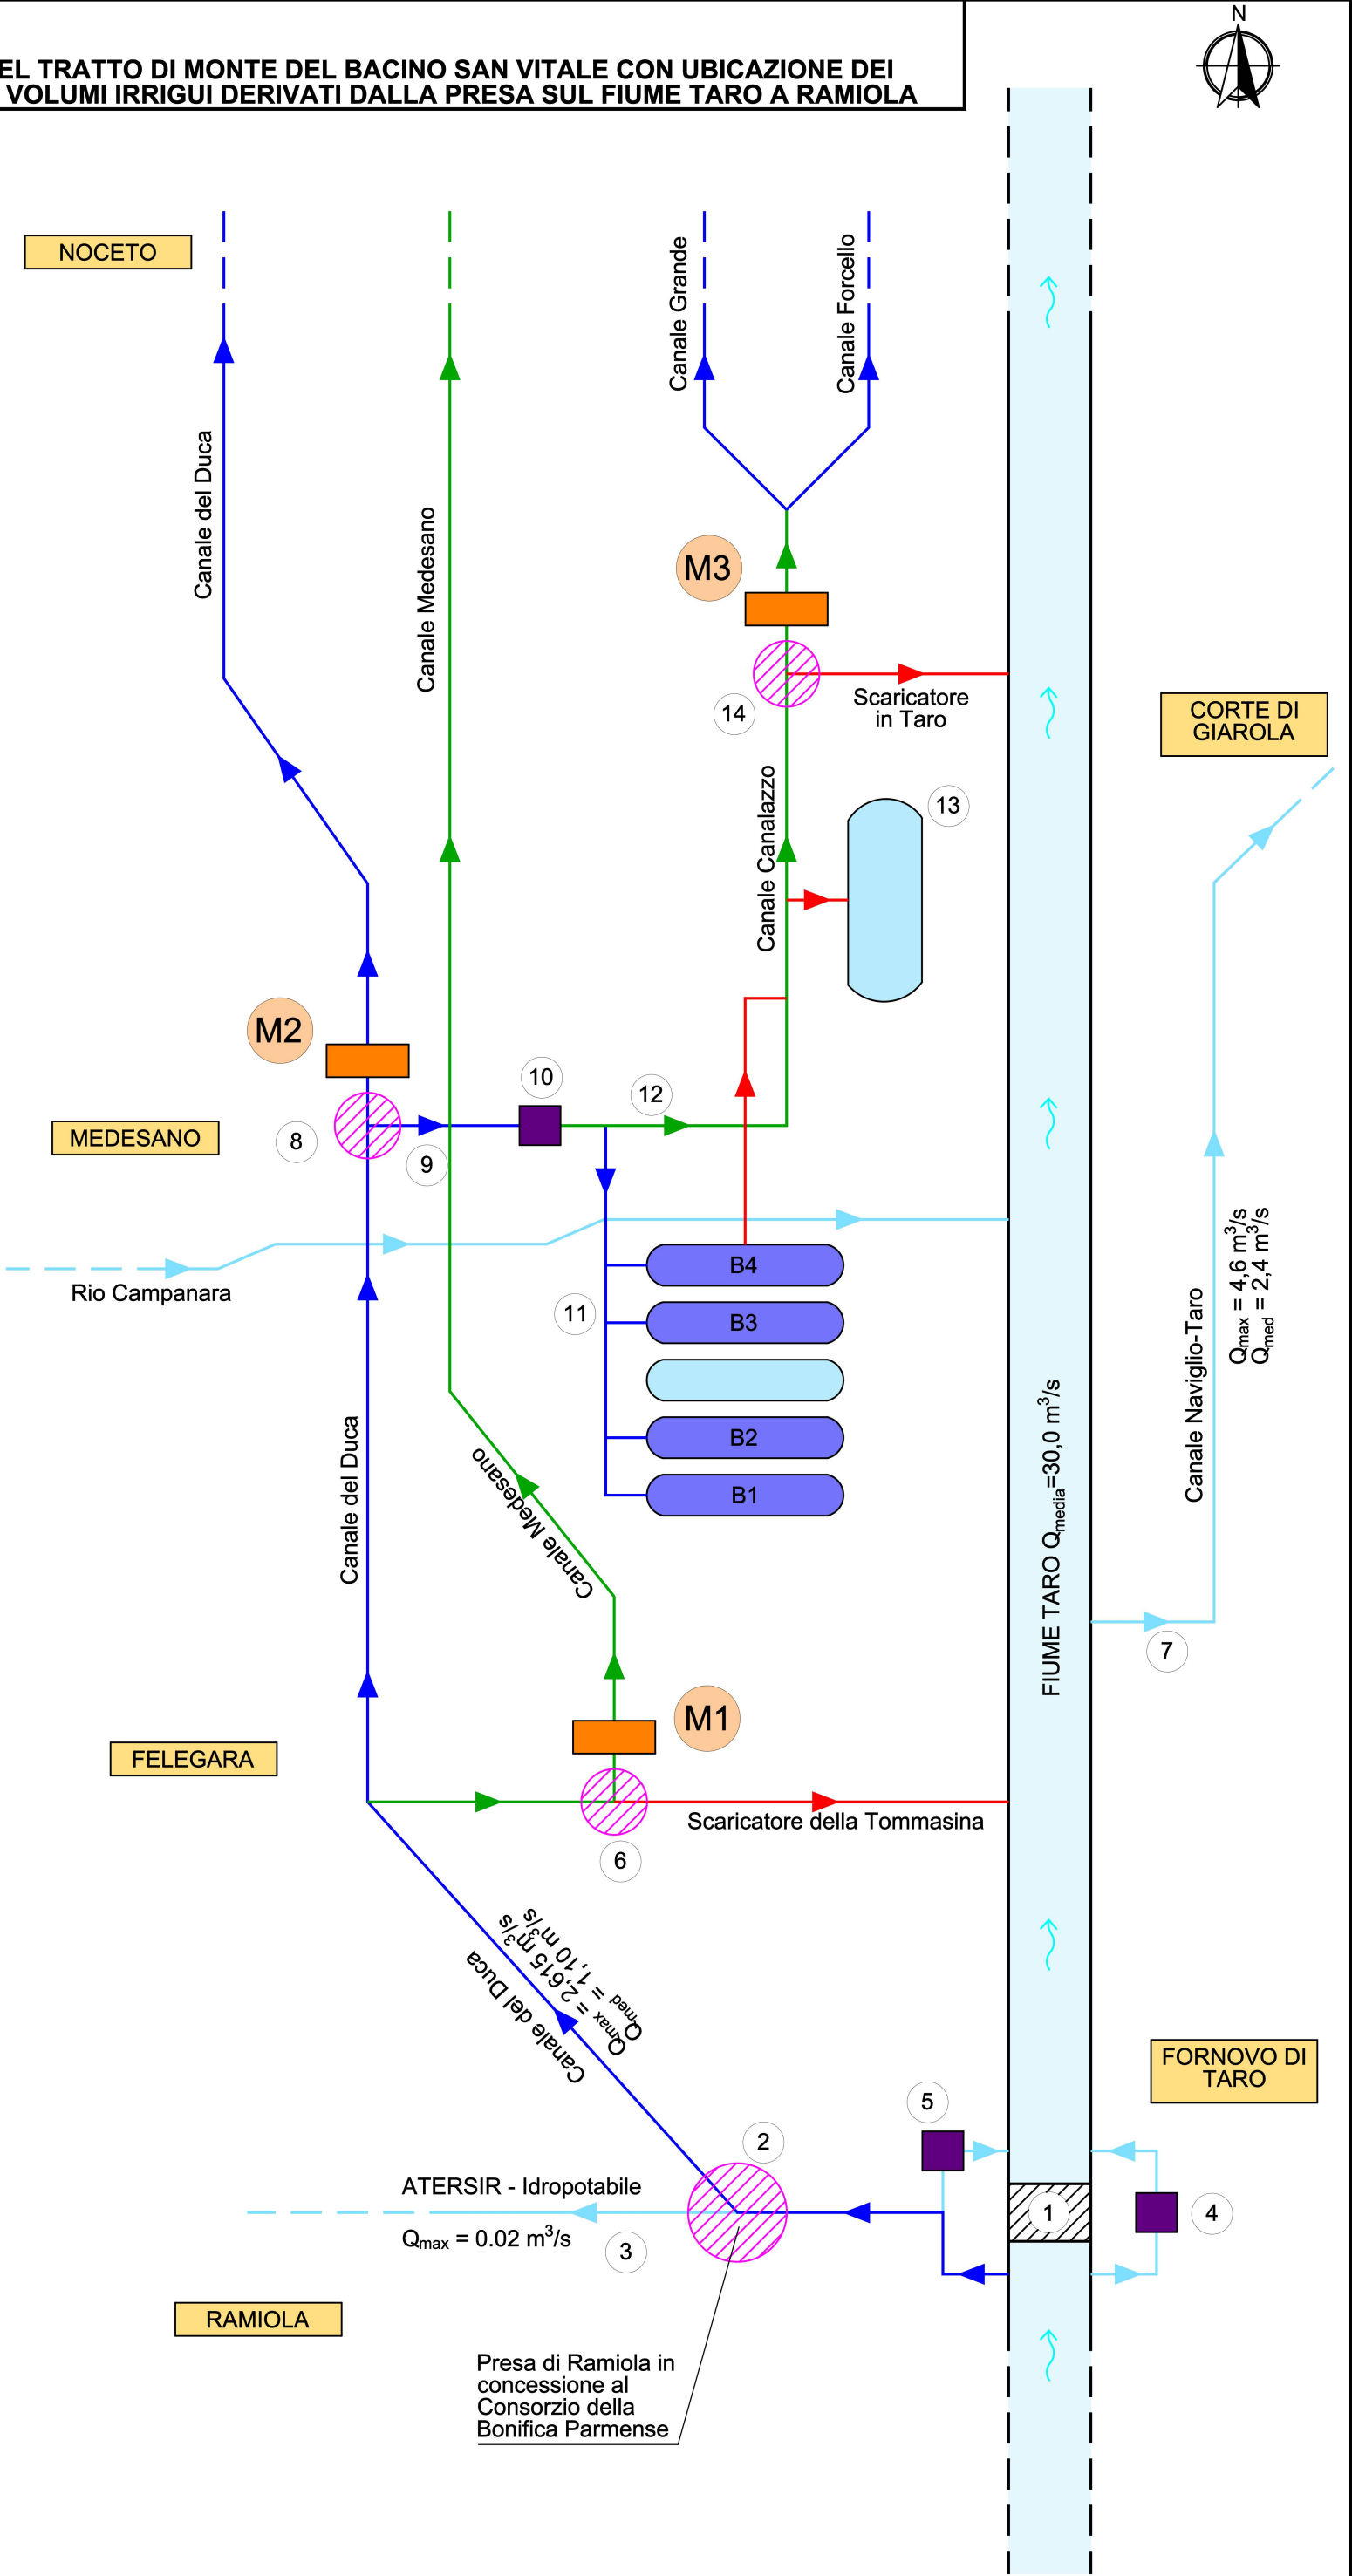 EL TRATTO DI MONTE DEL BACINO SAN VITALE CON UBICAZIONE DEI
VOLUMI IRRIGUI DERIVATI DALLA PRESA SUL FIUME TARO A RAMIOLA
N
NOCETO
Canale Grande
Canale Forcello
Canale del Duca
Canale Medesano
M3
14
Scaricatore
in Taro
CORTE DI
GIAROLA
Canale Canalazzo
13
M2
10
12
MEDESANO
8
9
Rio Campanara
B4
11
B3
B2
B1
Canale del Duca
Canale Medesano
FIUME TARO Qmedia=30,0 m³/s
Canale Naviglio-Taro
Qmax = 4,6 m³/s
Qmed = 2,4 m³/s
7
M1
FELEGARA
Scaricatore della Tommasina
6
Canale del Duca
Qmax = 2,615 m³/s
Qmed = 1,10 m³/s
FORNOVO DI
TARO
5
2
ATERSIR - Idropotabile
1
4
Qmax = 0.02 m³/s
3
RAMIOLA
Presa di Ramiola in
concessione al
Consorzio della
Bonifica Parmense